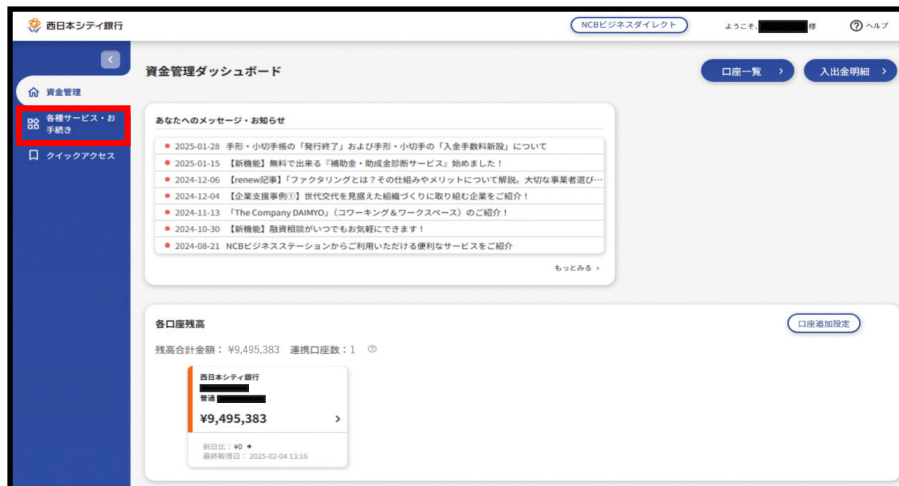 西日本シティ銀行
NCBビジネスダイレクト
ようこそ, 様
ヘルプ
資金管理
各種サービス・お
手続き
クイックアクセス
資金管理ダッシュボード
口座一覧
入出金明細
あなたへのメッセージ・お知らせ
2025-01-28 手形・小切手帳の「発行終了」および手形・小切手の「入金手数料新設」について
2025-01-15 【新機能】無料で出来る『補助金・助成金診断サービス』始めました！
2024-12-06 【renew記事】「ファクタリングとは？その仕組みやメリットについて解説。大切な事業者選び…
2024-12-04 【企業支援事例①】世代交代を見据えた組織づくりに取り組む企業をご紹介！
2024-11-13 「The Company DAIMYO」（コワーキング＆ワークスペース）のご紹介！
2024-10-30 【新機能】融資相談がいつでもお気軽にできます！
2024-08-21 NCBビジネスステーションからご利用いただける便利なサービスをご紹介
もっとみる
各口座残高
口座追加設定
残高合計金額： ¥9,495,383 連携口座数：1
西日本シティ銀行
普通
¥9,495,383
前日比： ¥0
最終取得日： 2025-02-04 13:16